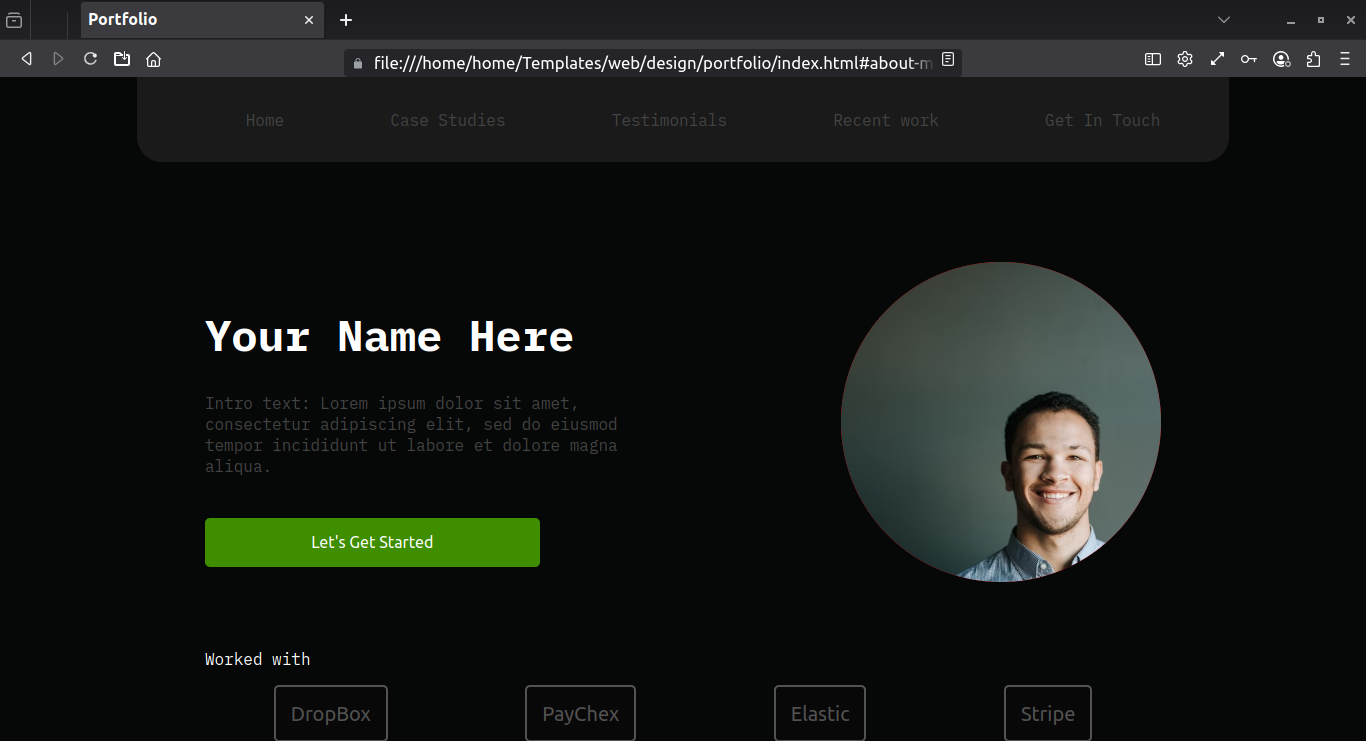 Portfolio
file:///home/home/Templates/web/design/portfolio/index.html#about-m
Home Case Studies Testimonials Recent work Get In Touch
Your Name Here
Intro text: Lorem ipsum dolor sit amet,
consectetur adipiscing elit, sed do eiusmod
tempor incididunt ut labore et dolore magna
aliqua.
Let's Get Started
Worked with
DropBox PayChex Elastic Stripe